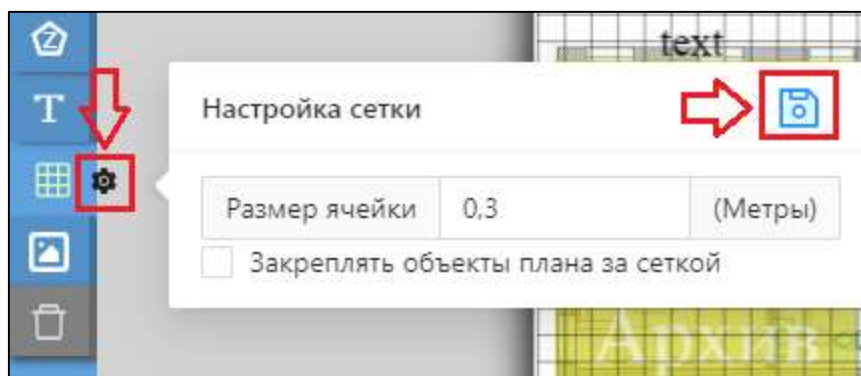 Z
text
T
Настройка сетки
Размер ячейки 0,3 (Метры)
Закреплять объекты плана за сеткой
Архив